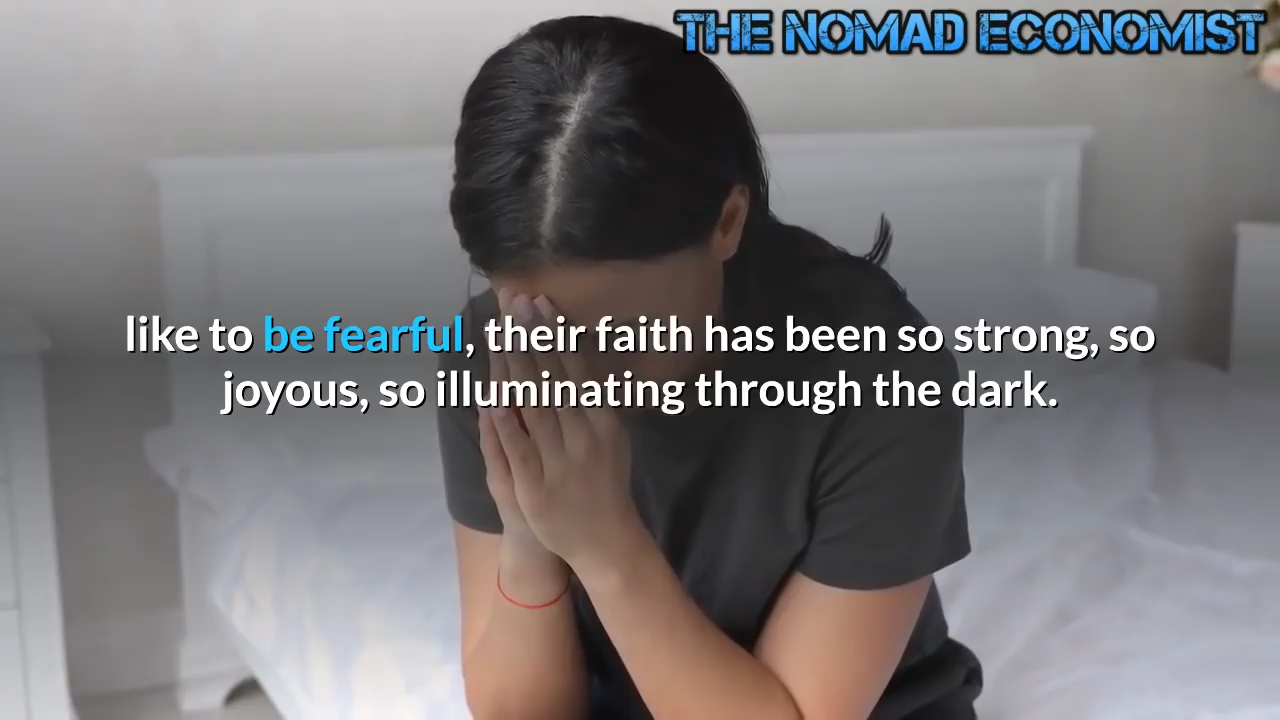 THE NOMAD ECONOMIST
like to be fearful, their faith has been so strong, so
joyous, so illuminating through the dark.